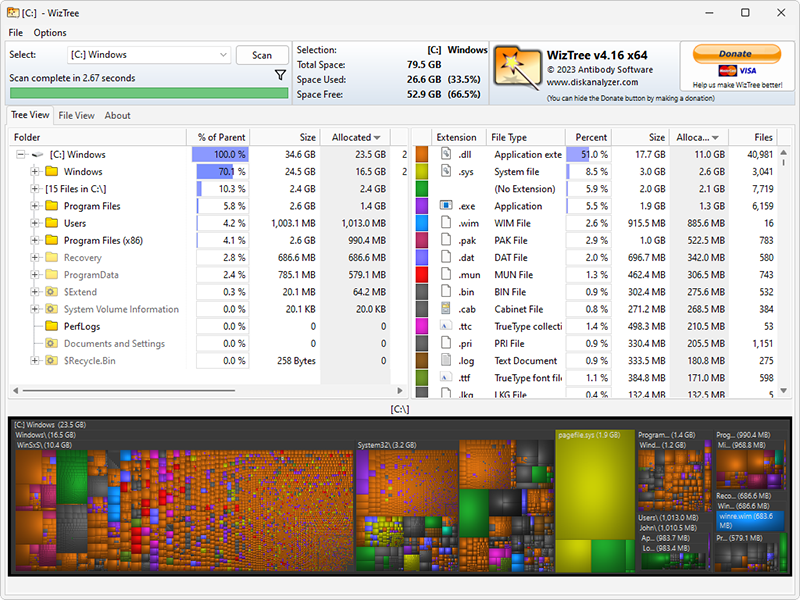 [C:] - WizTree
File Options
Select: [C:] Windows Scan
Scan complete in 2.67 seconds
Selection: [C:] Windows
Total Space: 79.5 GB
Space Used: 26.6 GB (33.5%)
Space Free: 52.9 GB (66.5%)
WizTree v4.16 x64
© 2023 Antibody Software
www.diskanalyzer.com
(You can hide the Donate button by making a donation)
Donate
VISA
Help us make WizTree better!
Tree View File View About
Folder % of Parent Size Allocated
[C:] Windows 100.0 % 34.6 GB 23.5 GB 2
Windows 70.1 % 24.5 GB 16.5 GB 2
[15 Files in C:\] 10.3 % 2.4 GB 2.4 GB
Program Files 5.8 % 2.6 GB 1.4 GB
Users 4.2 % 1,003.1 MB 1,013.0 MB
Program Files (x86) 4.1 % 2.6 GB 990.4 MB
Recovery 2.8 % 686.6 MB 686.6 MB
ProgramData 2.4 % 785.1 MB 579.1 MB
$Extend 0.3 % 20.1 MB 64.2 MB
System Volume Information 0.0 % 20.1 KB 20.0 KB
PerfLogs 0.0 % 0 0
Documents and Settings 0.0 % 0 0
$Recycle.Bin 0.0 % 258 Bytes 0
Extension File Type Percent Size Alloca... Files
.dll Application exte 51.0 % 17.7 GB 11.0 GB 40,981
.sys System file 8.5 % 3.0 GB 2.6 GB 3,041
(No Extension) 5.9 % 2.0 GB 2.1 GB 7,719
.exe Application 5.5 % 1.9 GB 1.3 GB 6,159
.wim WIM File 2.6 % 915.5 MB 885.6 MB 16
.pak PAK File 2.9 % 1.0 GB 522.5 MB 783
.dat DAT File 2.0 % 696.7 MB 342.0 MB 580
.mun MUN File 1.3 % 462.4 MB 306.5 MB 743
.bin BIN File 0.9 % 302.4 MB 275.6 MB 532
.cab Cabinet File 0.8 % 271.2 MB 268.5 MB 384
.ttc TrueType collecti 1.4 % 498.3 MB 210.5 MB 53
.pri PRI File 0.9 % 330.4 MB 205.5 MB 1,151
.log Text Document 0.9 % 333.5 MB 180.8 MB 275
.ttf TrueType font file 1.1 % 384.8 MB 171.0 MB 598
.lkg LKG File 0.4 % 132.4 MB 132.5 MB 5
[C:\]
[C:] Windows (23.5 GB)
Windows\ (16.5 GB)
WinSxS\ (10.4 GB)
System32\ (3.2 GB)
pagefile.sys (1.9 GB)
Program... (1.4 GB)
Wind... (1.2 GB)
Users\ (1,013.0 MB)
John\ (1,010.5 MB)
Ap... (983.7 MB)
Lo... (983.4 MB)
Prog... (990.4 MB)
Mi... (968.8 MB)
Reco... (686.6 MB)
Win... (686.6 MB)
winre.wim (683.6 MB)
Pr... (579.1 MB)